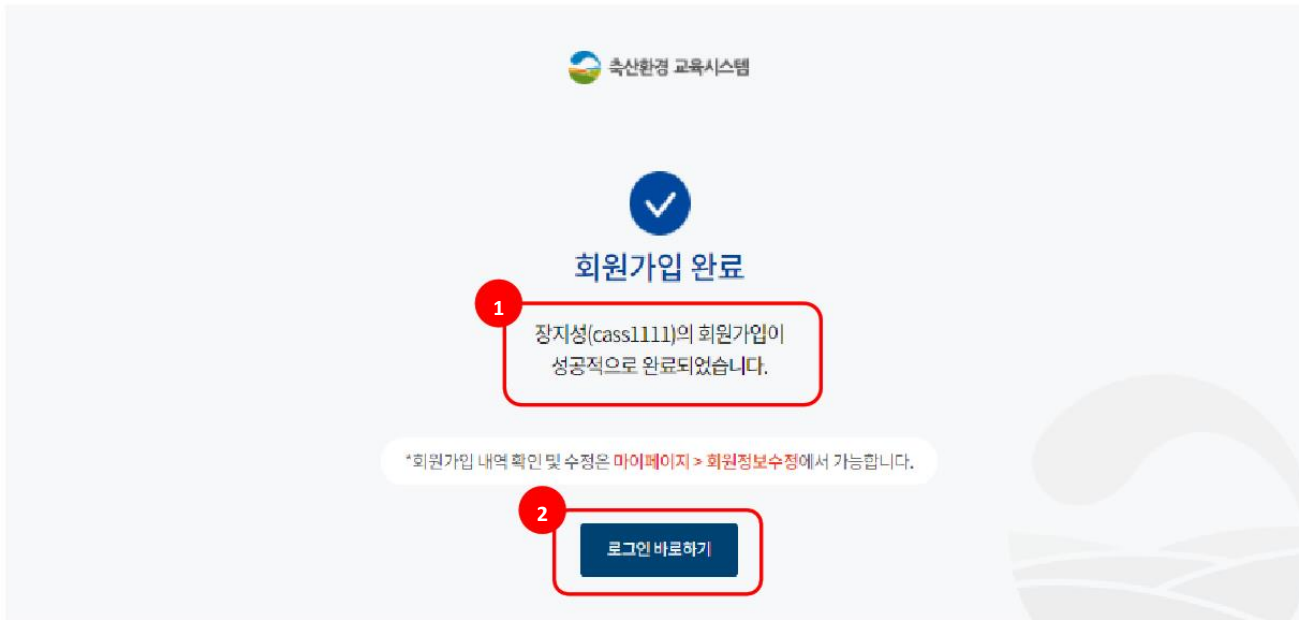 축산환경 교육시스템
회원가입 완료
1
장지성(cass1111)의 회원가입이
성공적으로 완료되었습니다.
*회원가입 내역 확인 및 수정은 마이페이지 > 회원정보수정에서 가능합니다.
2
로그인 바로하기